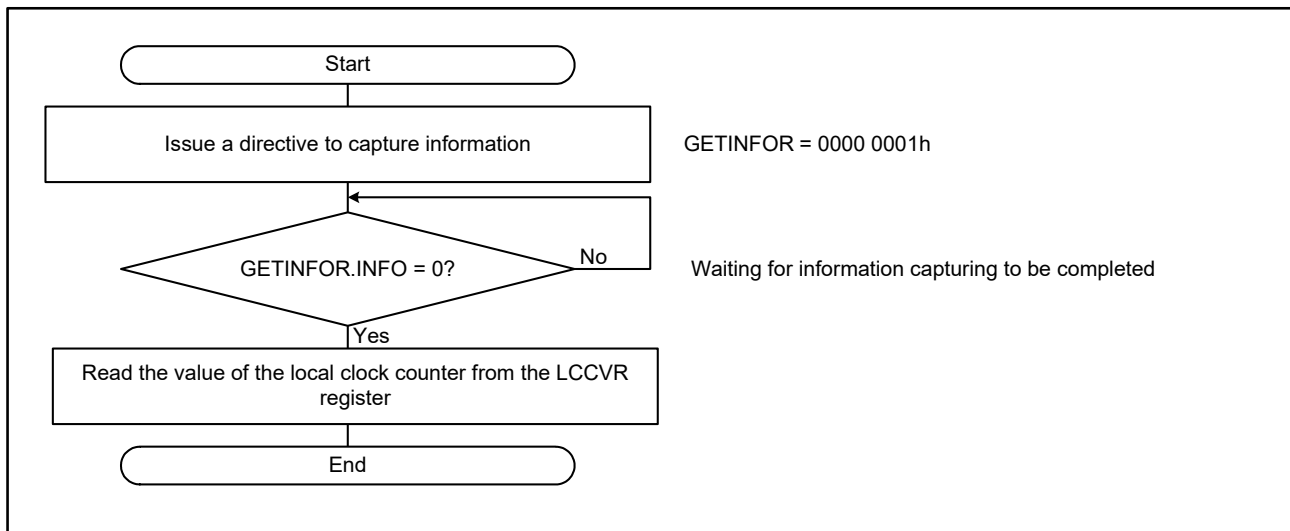 Start
Issue a directive to capture information
GETINFOR = 0000 0001h
GETINFOR.INFO = 0?
No
Waiting for information capturing to be completed
Yes
Read the value of the local clock counter from the LCCVR
register
End